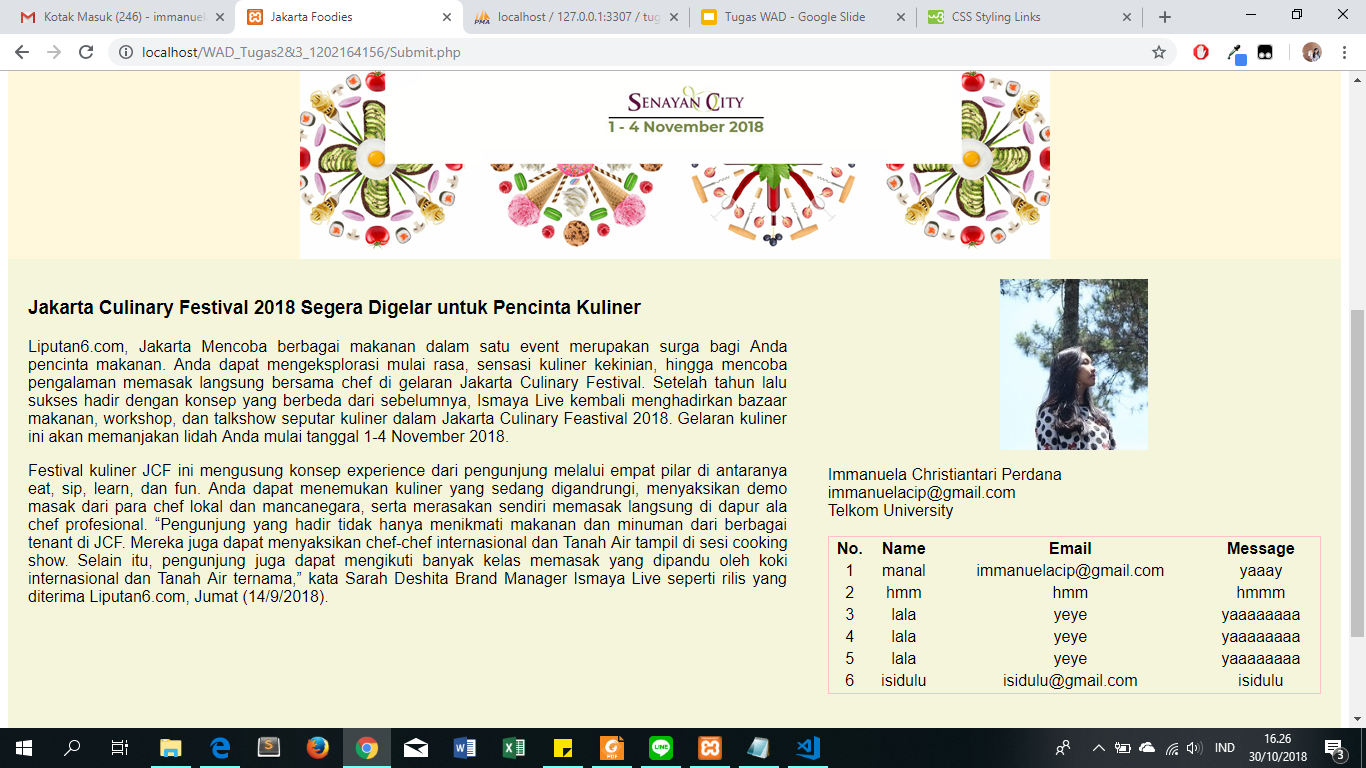 Kotak Masuk (246) - immanuel
Jakarta Foodies
localhost / 127.0.0.1:3307 / tug
Tugas WAD - Google Slide
CSS Styling Links
localhost/WAD_Tugas2&3_1202164156/Submit.php
SENAYAN CITY
1 - 4 November 2018
Jakarta Culinary Festival 2018 Segera Digelar untuk Pencinta Kuliner
Liputan6.com, Jakarta Mencoba berbagai makanan dalam satu event merupakan surga bagi Anda
pencinta makanan. Anda dapat mengeksplorasi mulai rasa, sensasi kuliner kekinian, hingga mencoba
pengalaman memasak langsung bersama chef di gelaran Jakarta Culinary Festival. Setelah tahun lalu
sukses hadir dengan konsep yang berbeda dari sebelumnya, Ismaya Live kembali menghadirkan bazaar
makanan, workshop, dan talkshow seputar kuliner dalam Jakarta Culinary Feastival 2018. Gelaran kuliner
ini akan memanjakan lidah Anda mulai tanggal 1-4 November 2018.
Festival kuliner JCF ini mengusung konsep experience dari pengunjung melalui empat pilar di antaranya
eat, sip, learn, dan fun. Anda dapat menemukan kuliner yang sedang digandrungi, menyaksikan demo
masak dari para chef lokal dan mancanegara, serta merasakan sendiri memasak langsung di dapur ala
chef profesional. “Pengunjung yang hadir tidak hanya menikmati makanan dan minuman dari berbagai
tenant di JCF. Mereka juga dapat menyaksikan chef-chef internasional dan Tanah Air tampil di sesi cooking
show. Selain itu, pengunjung juga dapat mengikuti banyak kelas memasak yang dipandu oleh koki
internasional dan Tanah Air ternama,” kata Sarah Deshita Brand Manager Ismaya Live seperti rilis yang
diterima Liputan6.com, Jumat (14/9/2018).
Immanuela Christiantari Perdana
immanuelacip@gmail.com
Telkom University
No. Name Email Message
1 manal immanuelacip@gmail.com yaaay
2 hmm hmm hmmm
3 lala yeye yaaaaaaaa
4 lala yeye yaaaaaaaa
5 lala yeye yaaaaaaaa
6 isidulu isidulu@gmail.com isidulu
IND
16.26
30/10/2018
3